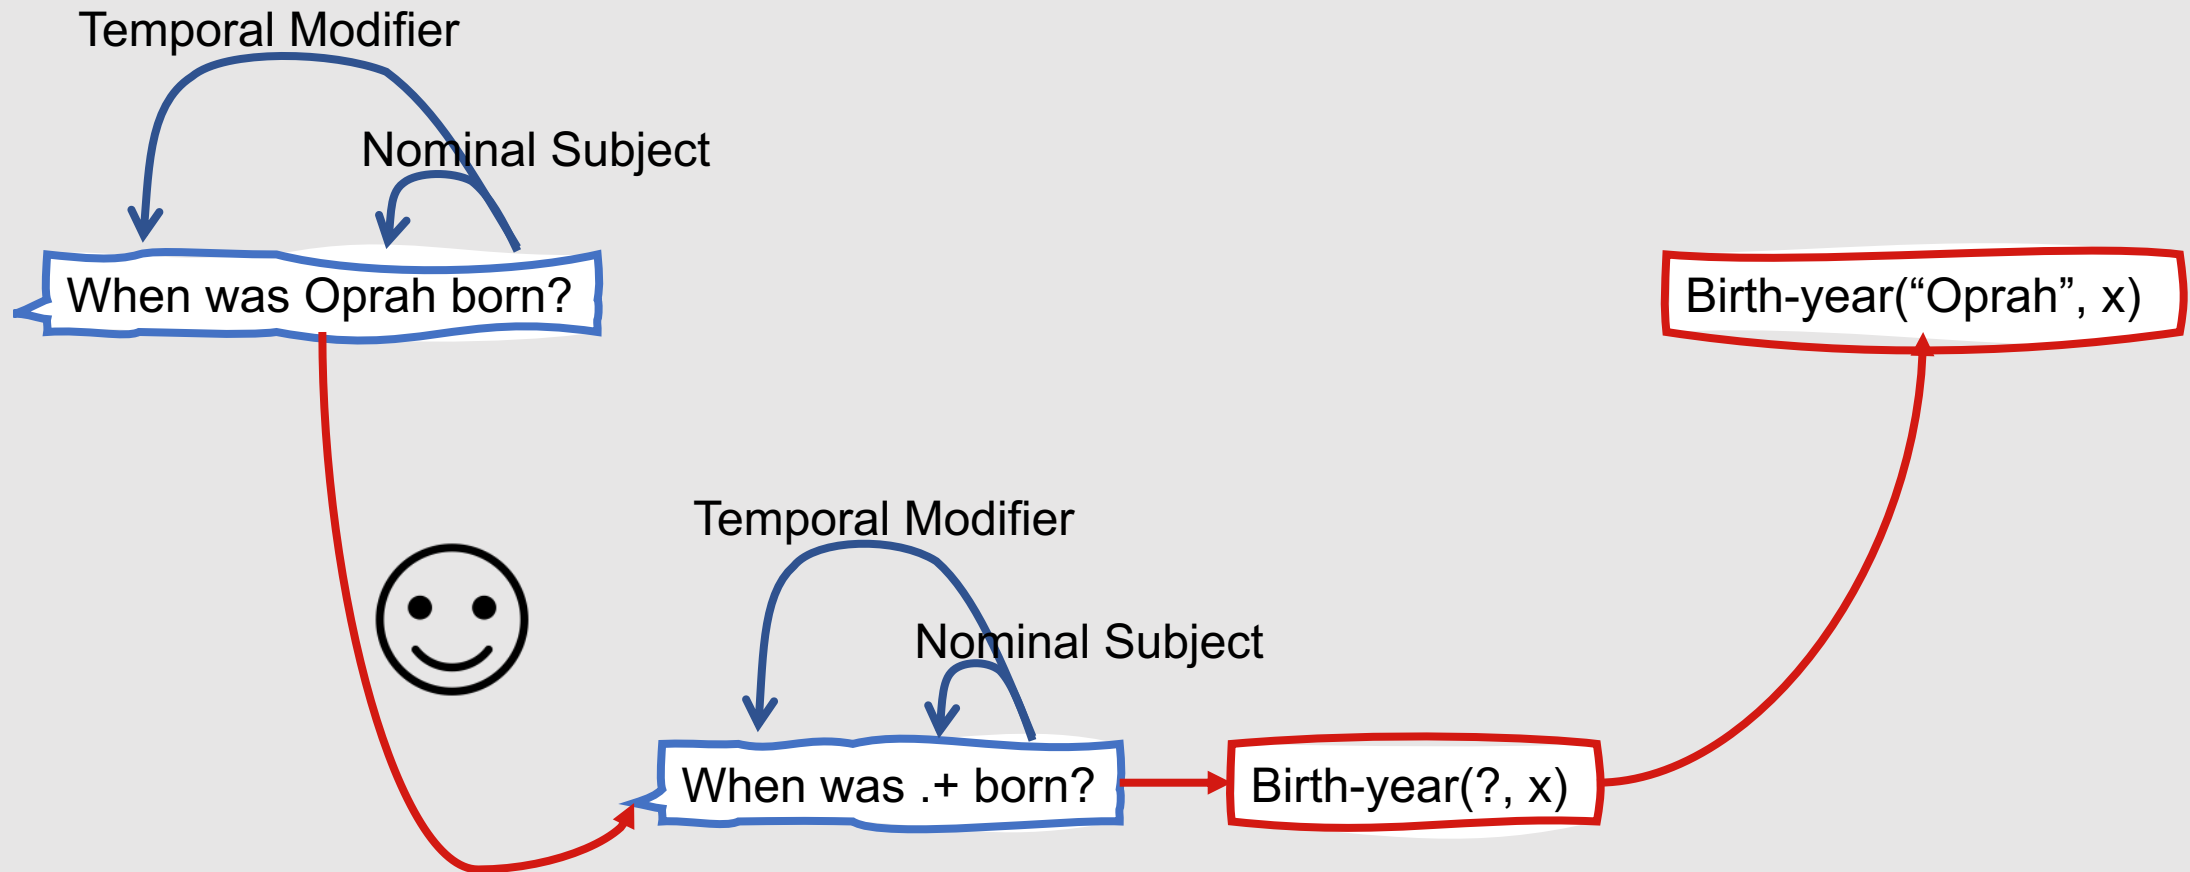 Temporal Modifier
Nominal Subject
When was Oprah born?
Birth-year(“Oprah”, x)
Temporal Modifier
Nominal Subject
When was .+ born?
Birth-year(?, x)